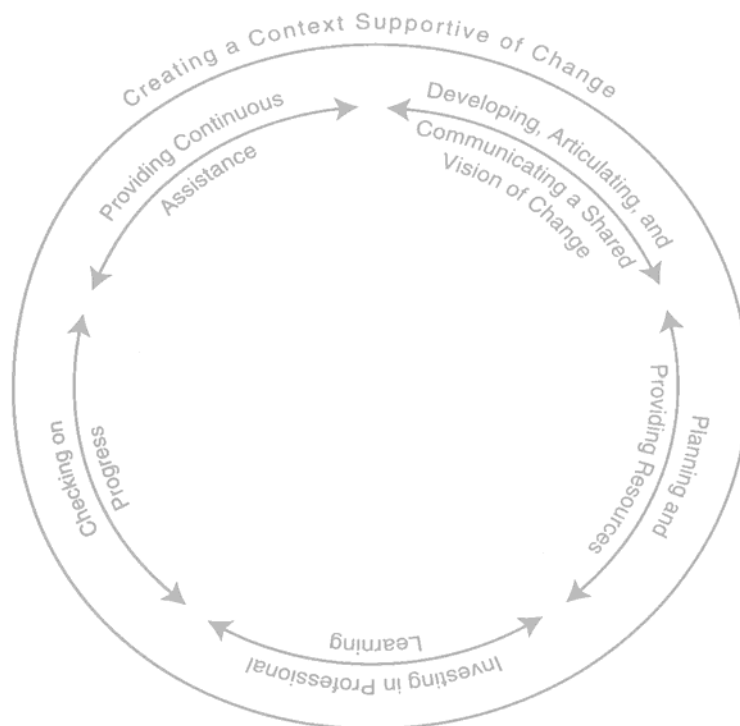 Creating a Context Supportive of Change
Developing, Articulating, and
Communicating a Shared
Vision of Change
Planning and
Providing Resources
Investing in Professional
Learning
Checking on
Progress
Providing Continuous
Assistance